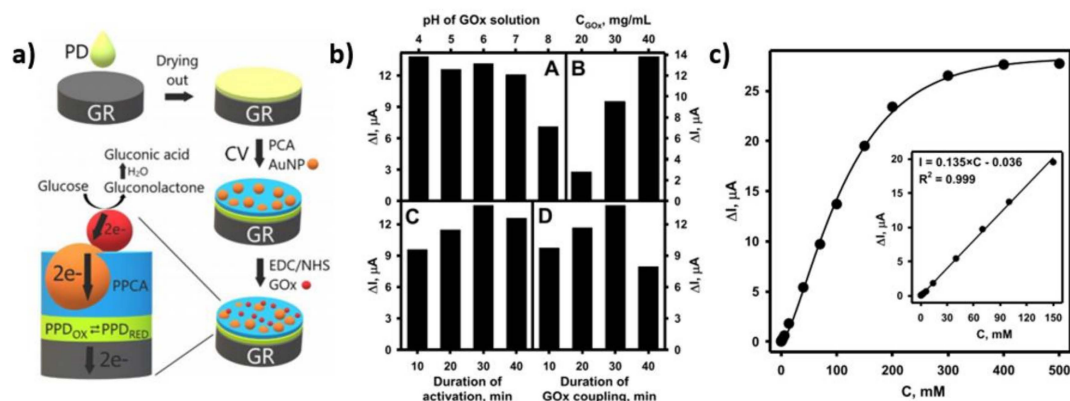 a)
PD
Drying
out
GR
GR
CV
PCA
AuNP
Gluconic acid
H2O
Glucose
Gluconolactone
2e-
2e-
PPCA
PPDOX ⇄ PPDRED
2e-
GR
EDC/NHS
GOx
GR
b)
pH of GOx solution
CGOx, mg/mL
4 5 6 7 8 20 30 40
A
B
C
D
ΔI, μA
12
9
6
3
0
ΔI, μA
14
12
10
8
6
4
2
0
ΔI, μA
12
9
6
3
0
ΔI, μA
12
9
6
3
0
10 20 30 40 10 20 30 40
Duration of
activation, min
Duration of
GOx coupling, min
c)
ΔI, μA
30
25
20
15
10
5
0
0 100 200 300 400 500
C, mM
I = 0.135×C - 0.036
R2 = 0.999
ΔI, μA
20
15
10
5
0
0 30 60 90 120 150
C, mM